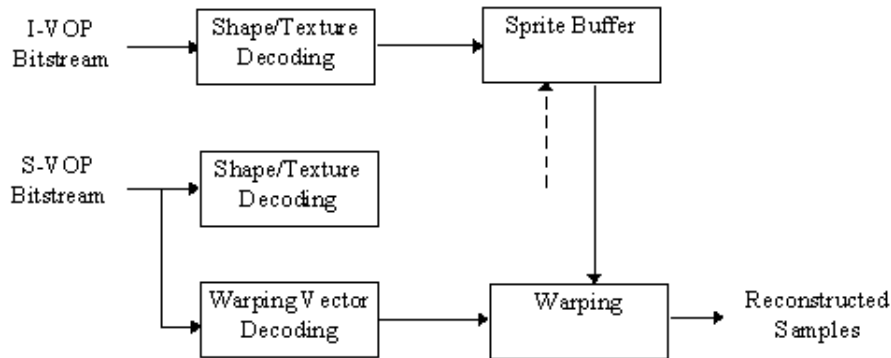 I-VOP
Bitstream
Shape/Texture
Decoding
Sprite Buffer
S-VOP
Bitstream
Shape/Texture
Decoding
Warping Vector
Decoding
Warping
Reconstructed
Samples